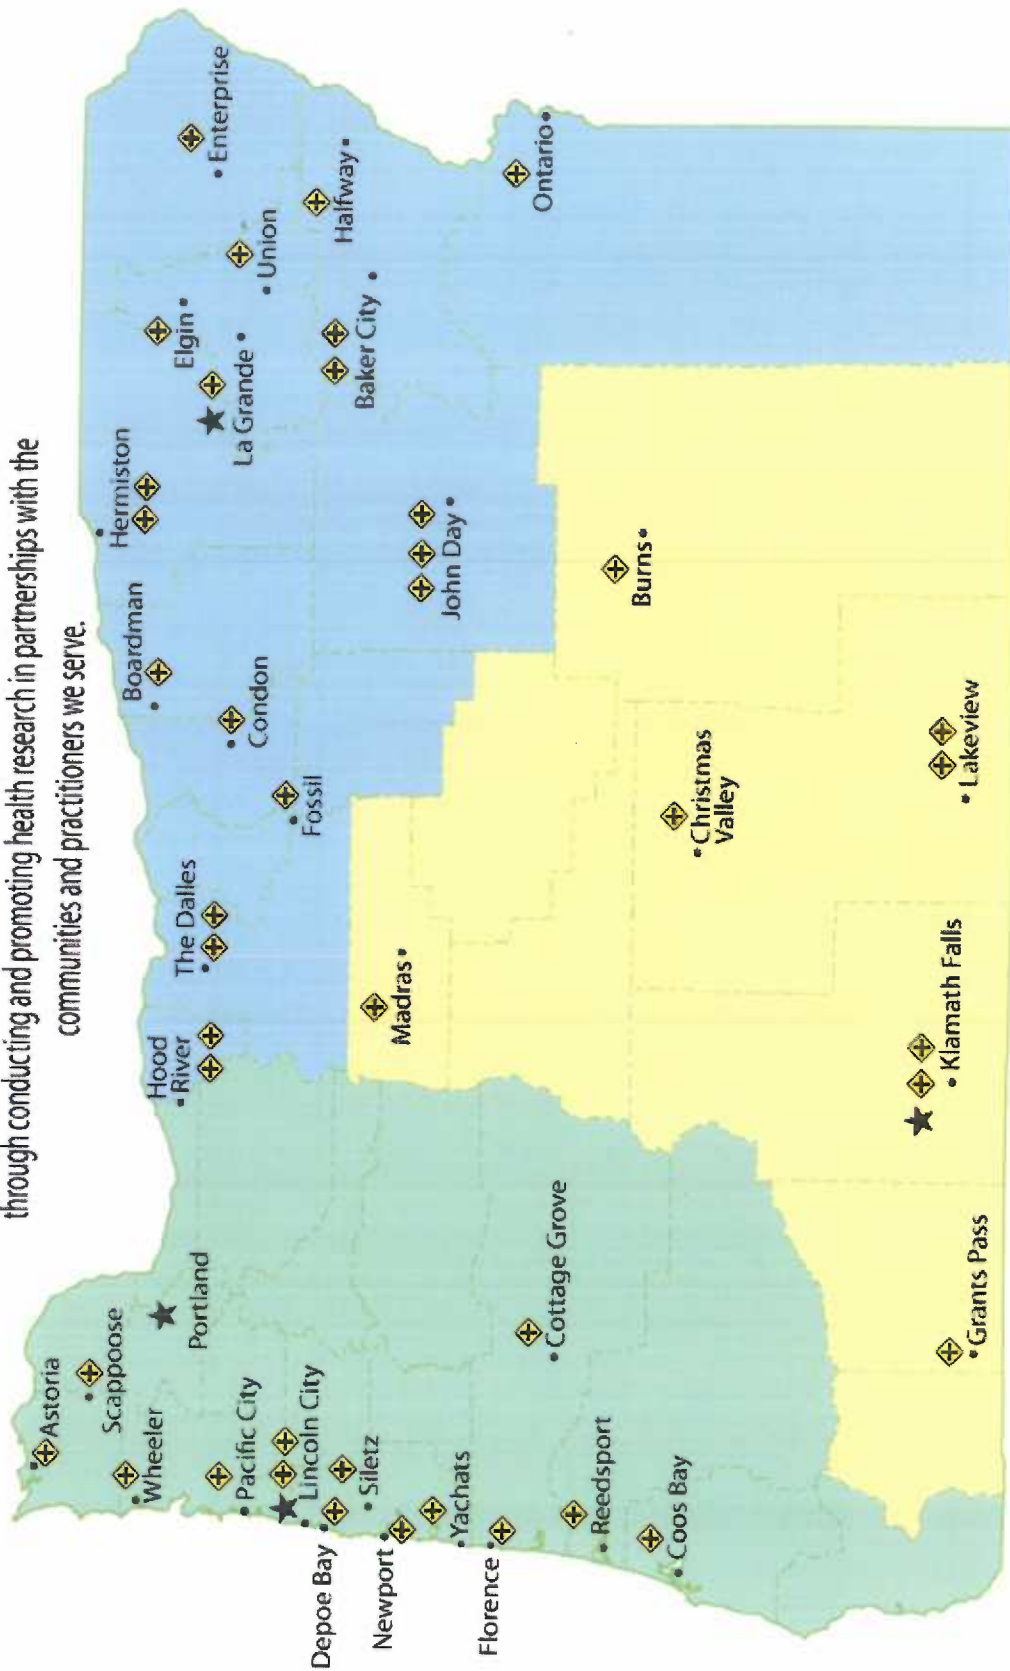 through conducting and promoting health research in partnerships with the
communities and practitioners we serve.
Astoria
Scappoose
Wheeler
Portland
Pacific City
Lincoln City
Depoe Bay
Siletz
Newport
Yachats
Florence
Reedsport
Coos Bay
Cottage Grove
Hood
River
The Dalles
Boardman
Hermiston
Condon
Fossil
Elgin
La Grande
Union
Enterprise
Halfway
Baker City
John Day
Ontario
Madras
Burns
Christmas
Valley
Lakeview
Klamath Falls
Grants Pass